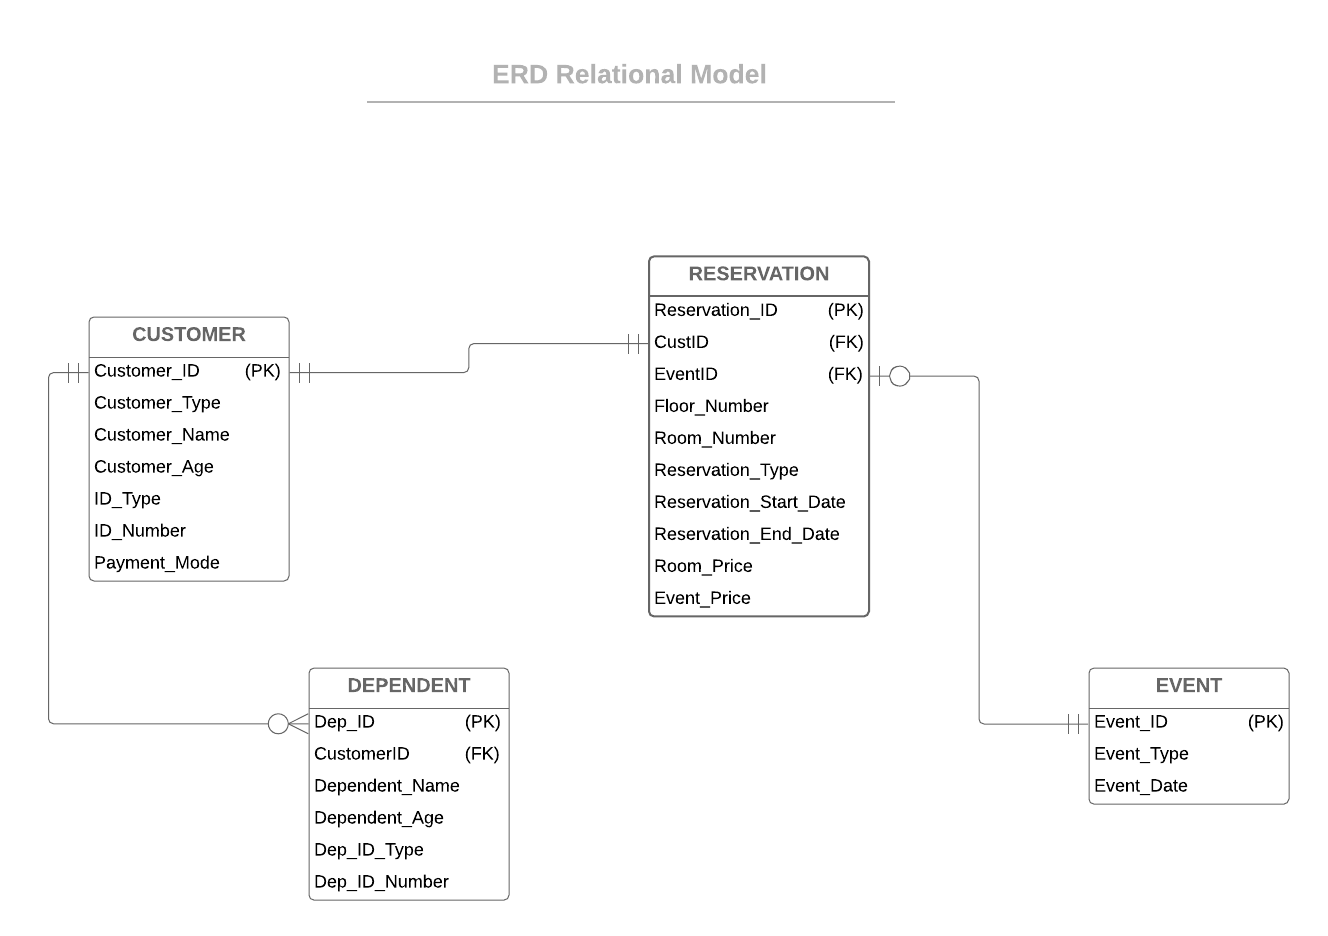 ERD Relational Model
CUSTOMER
Customer_ID (PK)
Customer_Type
Customer_Name
Customer_Age
ID_Type
ID_Number
Payment_Mode
RESERVATION
Reservation_ID (PK)
CustID (FK)
EventID (FK)
Floor_Number
Room_Number
Reservation_Type
Reservation_Start_Date
Reservation_End_Date
Room_Price
Event_Price
DEPENDENT
Dep_ID (PK)
CustomerID (FK)
Dependent_Name
Dependent_Age
Dep_ID_Type
Dep_ID_Number
EVENT
Event_ID (PK)
Event_Type
Event_Date